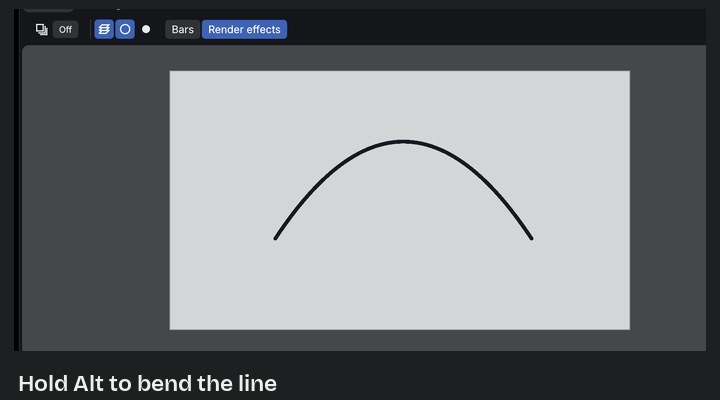 Off
Bars
Render effects
Hold Alt to bend the line